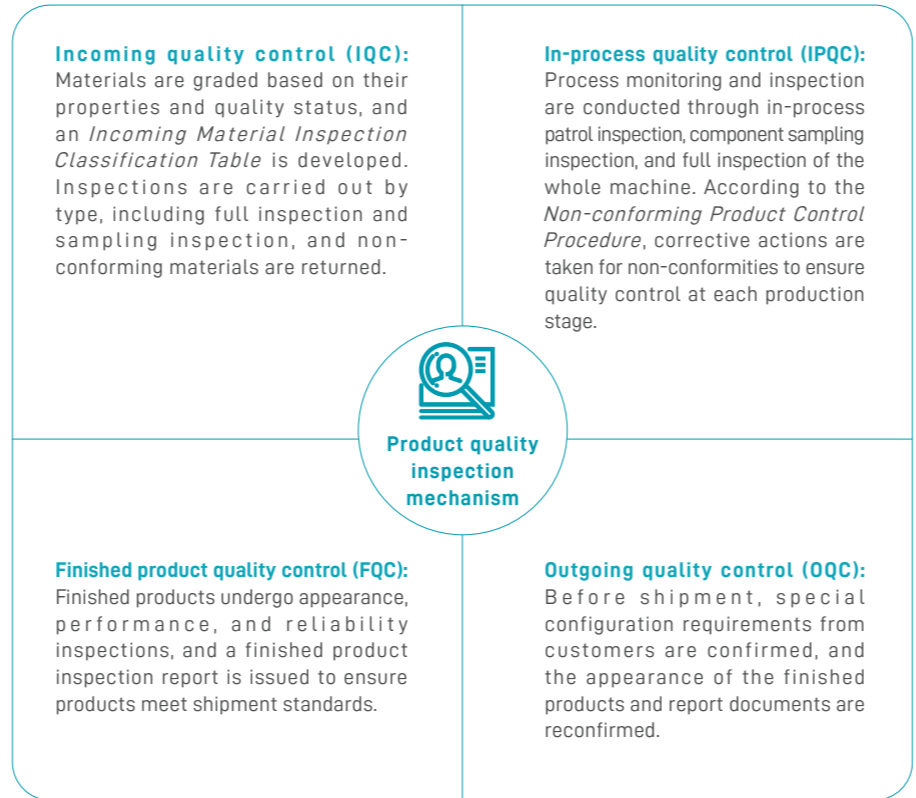 Incoming quality control (IQC):
Materials are graded based on their
properties and quality status, and
an Incoming Material Inspection
Classification Table is developed.
Inspections are carried out by
type, including full inspection and
sampling inspection, and non-
conforming materials are returned.
In-process quality control (IPQC):
Process monitoring and inspection
are conducted through in-process
patrol inspection, component sampling
inspection, and full inspection of the
whole machine. According to the
Non-conforming Product Control
Procedure, corrective actions are
taken for non-conformities to ensure
quality control at each production
stage.
Product quality
inspection
mechanism
Finished product quality control (FQC):
Finished products undergo appearance,
performance, and reliability
inspections, and a finished product
inspection report is issued to ensure
products meet shipment standards.
Outgoing quality control (OQC):
Before shipment, special
configuration requirements from
customers are confirmed, and
the appearance of the finished
products and report documents are
reconfirmed.